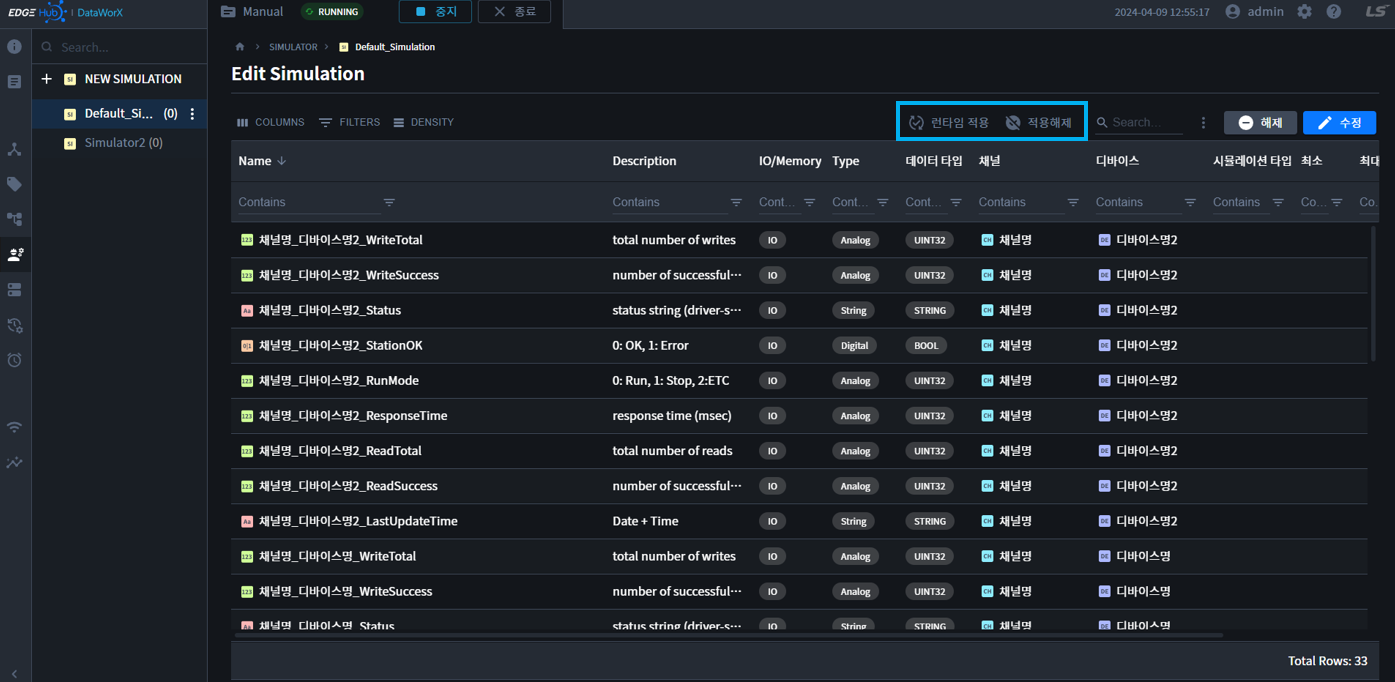 EDGE Hub | DataWorX
Manual RUNNING 중지 종료
2024-04-09 12:55:17 admin LS
Search...
NEW SIMULATION
Default_Si... (0)
Simulator2 (0)
SIMULATOR Default_Simulation
Edit Simulation
COLUMNS FILTERS DENSITY
런타임 적용 적용해제 Search... 해제 수정
Name Description IO/Memory Type 데이터 타입 채널 디바이스 시뮬레이션 타입 최소 최대
Contains Contains Cont... Cont... Cont... Contains Contains Contains Co... Co.
123 채널명_디바이스명2_WriteTotal total number of writes IO Analog UINT32 CH 채널명 DE 디바이스명2
123 채널명_디바이스명2_WriteSuccess number of successful··· IO Analog UINT32 CH 채널명 DE 디바이스명2
Aa 채널명_디바이스명2_Status status string (driver-s··· IO String STRING CH 채널명 DE 디바이스명2
0|1 채널명_디바이스명2_StationOK 0: OK, 1: Error IO Digital BOOL CH 채널명 DE 디바이스명2
123 채널명_디바이스명2_RunMode 0: Run, 1: Stop, 2:ETC IO Analog UINT32 CH 채널명 DE 디바이스명2
123 채널명_디바이스명2_ResponseTime response time (msec) IO Analog UINT32 CH 채널명 DE 디바이스명2
123 채널명_디바이스명2_ReadTotal total number of reads IO Analog UINT32 CH 채널명 DE 디바이스명2
123 채널명_디바이스명2_ReadSuccess number of successful··· IO Analog UINT32 CH 채널명 DE 디바이스명2
Aa 채널명_디바이스명2_LastUpdateTime Date + Time IO String STRING CH 채널명 DE 디바이스명2
123 채널명_디바이스명_WriteTotal total number of writes IO Analog UINT32 CH 채널명 DE 디바이스명
123 채널명_디바이스명_WriteSuccess number of successful··· IO Analog UINT32 CH 채널명 DE 디바이스명
Aa 채널명_디바이스명_Status status string (driver-s··· IO String STRING CH 채널명 DE 디바이스명
Total Rows: 33